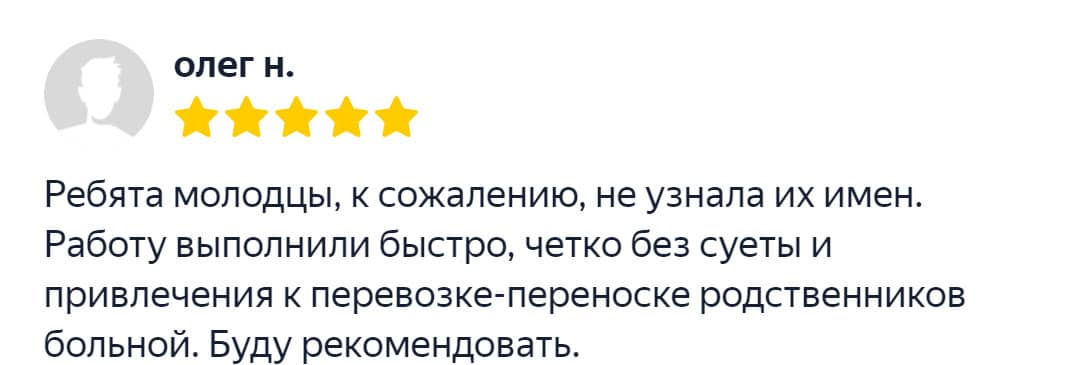 олег н.
Ребята молодцы, к сожалению, не узнала их имен.
Работу выполнили быстро, четко без суеты и
привлечения к перевозке-переноске родственников
больной. Буду рекомендовать.